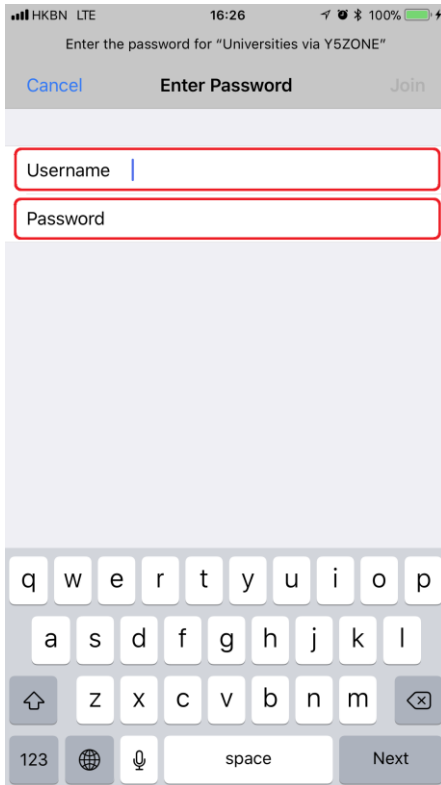 HKBN LTE 16:26 100%
Enter the password for “Universities via Y5ZONE”
Cancel Enter Password Join
Username
Password
q w e r t y u i o p
a s d f g h j k l
z x c v b n m
123 space Next